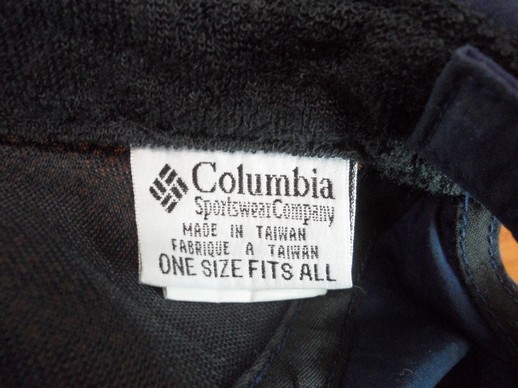 Columbia
SportswearCompany
MADE IN TAIWAN
FABRIQUE A TAIWAN
ONE SIZE FITS ALL